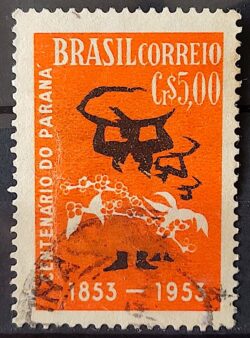 BRASIL CORREIO
Cr$5,00
CENTENÁRIO DO PARANÁ
1853 – 1953